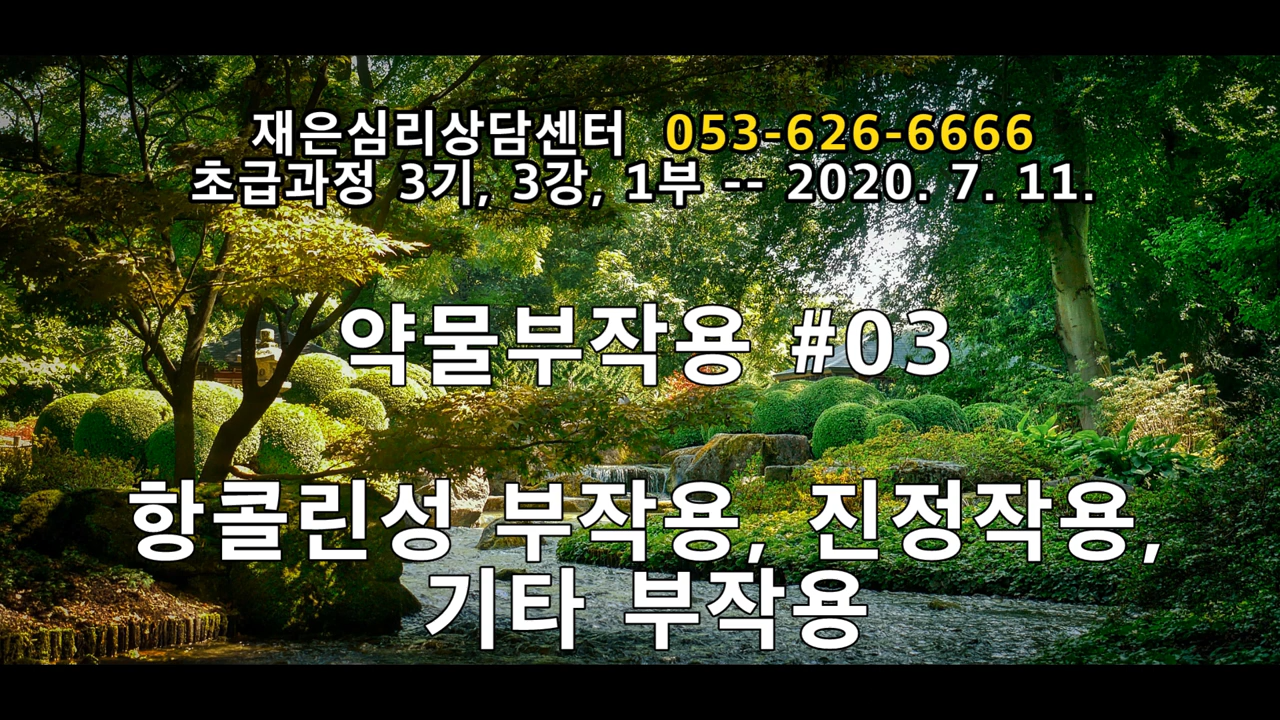 재은심리상담센터 053-626-6666
초급과정 3기, 3강, 1부 -- 2020. 7. 11.
약물부작용 #03
항콜린성 부작용, 진정작용,
기타 부작용